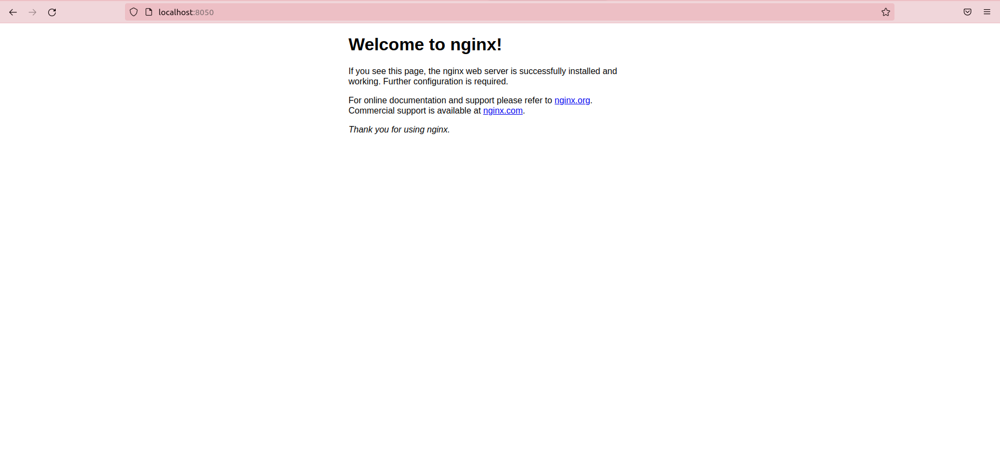 localhost:8050
Welcome to nginx!
If you see this page, the nginx web server is successfully installed and
working. Further configuration is required.
For online documentation and support please refer to nginx.org.
Commercial support is available at nginx.com.
Thank you for using nginx.